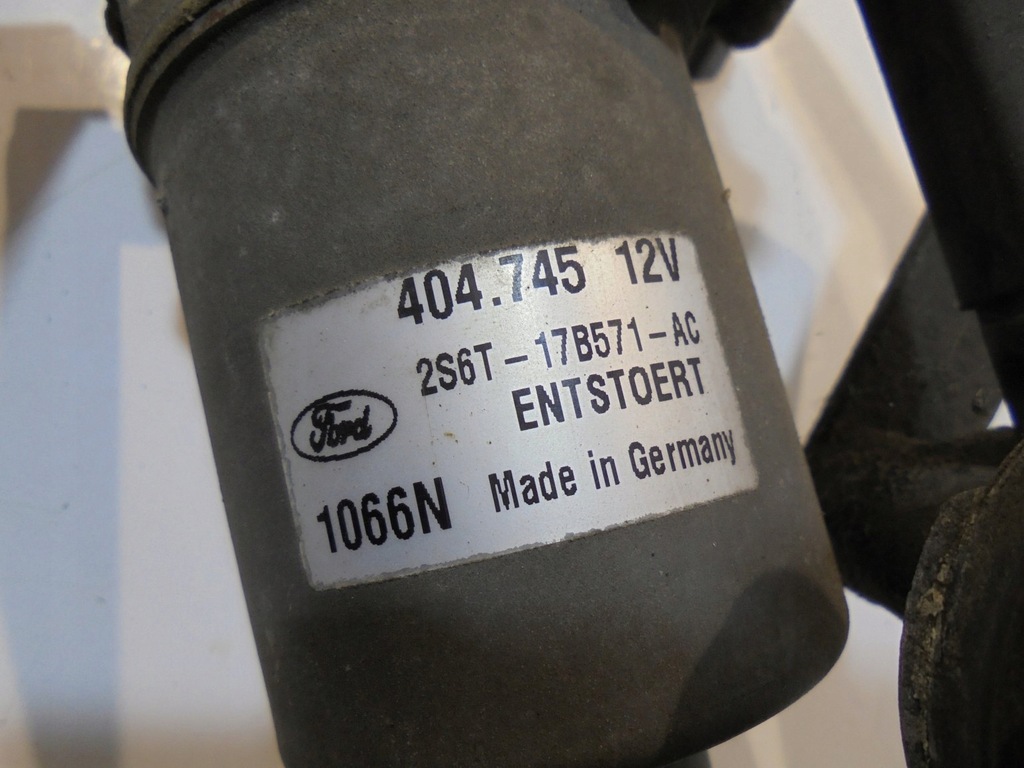 404.745 12V
2S6T-17B571-AC
ENTSTOERT
Ford
1066N Made in Germany